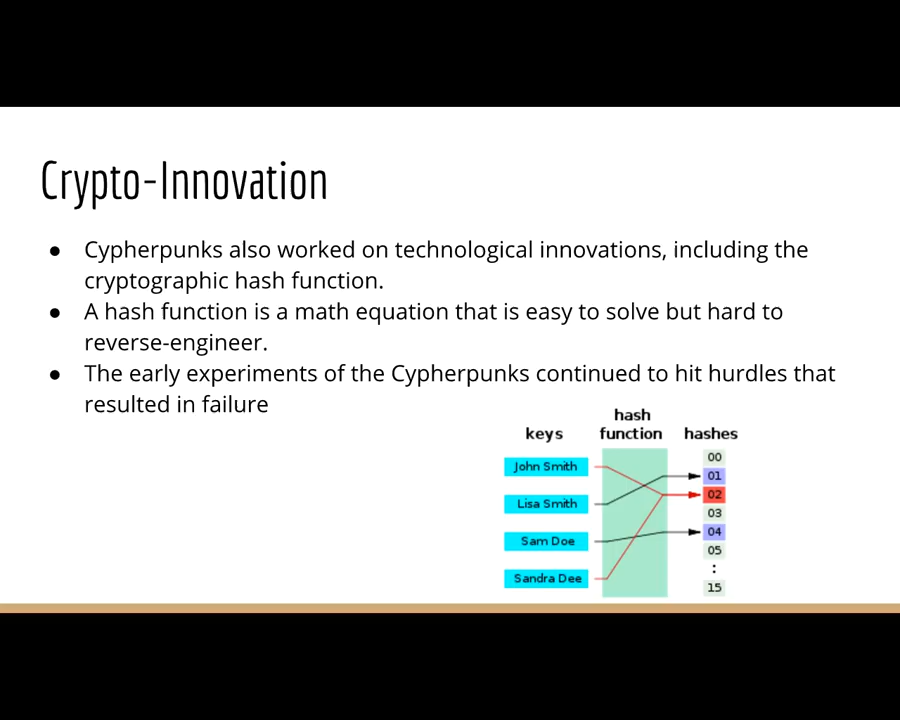 Crypto-Innovation
● Cypherpunks also worked on technological innovations, including the
cryptographic hash function.
● A hash function is a math equation that is easy to solve but hard to
reverse-engineer.
● The early experiments of the Cypherpunks continued to hit hurdles that
resulted in failure
hash
keys function hashes
John Smith
Lisa Smith
Sam Doe
Sandra Dee
00
01
02
03
04
05
:
15